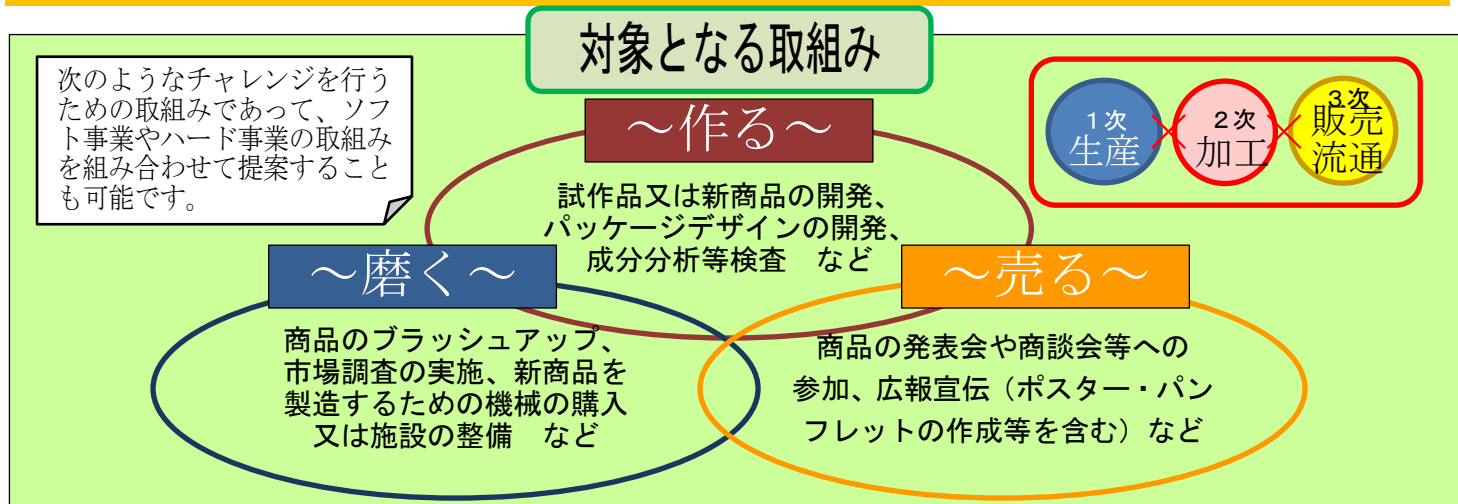 対象となる取組み
次のようなチャレンジを行う
ための取組みであって、ソフ
ト事業やハード事業の取組み
を組み合わせて提案すること
も可能です。
1次
生産
2次
加工
3次
販売
流通
～作る～
試作品又は新商品の開発、
パッケージデザインの開発、
成分分析等検査　など
～磨く～
商品のブラッシュアップ、
市場調査の実施、新商品を
製造するための機械の購入
又は施設の整備　など
～売る～
商品の発表会や商談会等への
参加、広報宣伝（ポスター・パン
フレットの作成等を含む）など